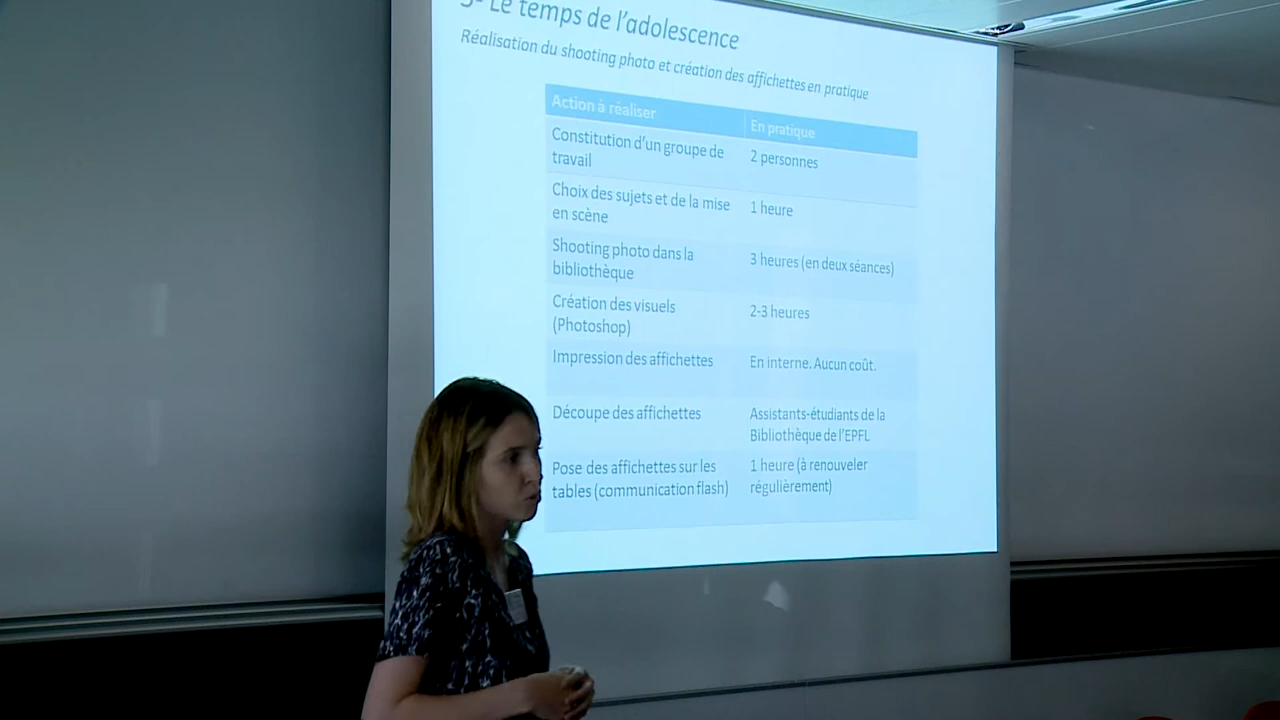 3- Le temps de l'adolescence
Réalisation du shooting photo et création des affichettes en pratique
Action à réaliser
En pratique
Constitution d'un groupe de
travail
2 personnes
Choix des sujets et de la mise
en scène
1 heure
Shooting photo dans la
bibliothèque
3 heures (en deux séances)
Création des visuels
(Photoshop)
2-3 heures
Impression des affichettes
En interne. Aucun coût.
Découpe des affichettes
Assistants-étudiants de la
Bibliothèque de l'EPFL
Pose des affichettes sur les
tables (communication flash)
1 heure (à renouveler
régulièrement)